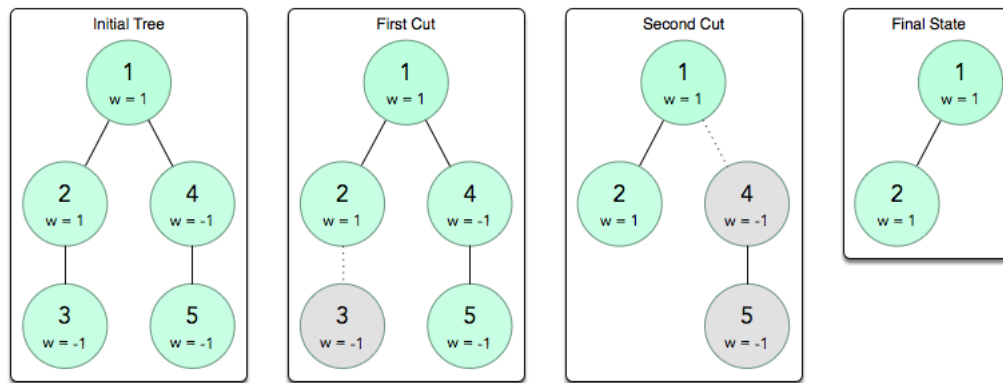 Initial Tree
1
w = 1
2
w = 1
4
w = -1
3
w = -1
5
w = -1
First Cut
1
w = 1
2
w = 1
4
w = -1
3
w = -1
5
w = -1
Second Cut
1
w = 1
2
w = 1
4
w = -1
5
w = -1
Final State
1
w = 1
2
w = 1